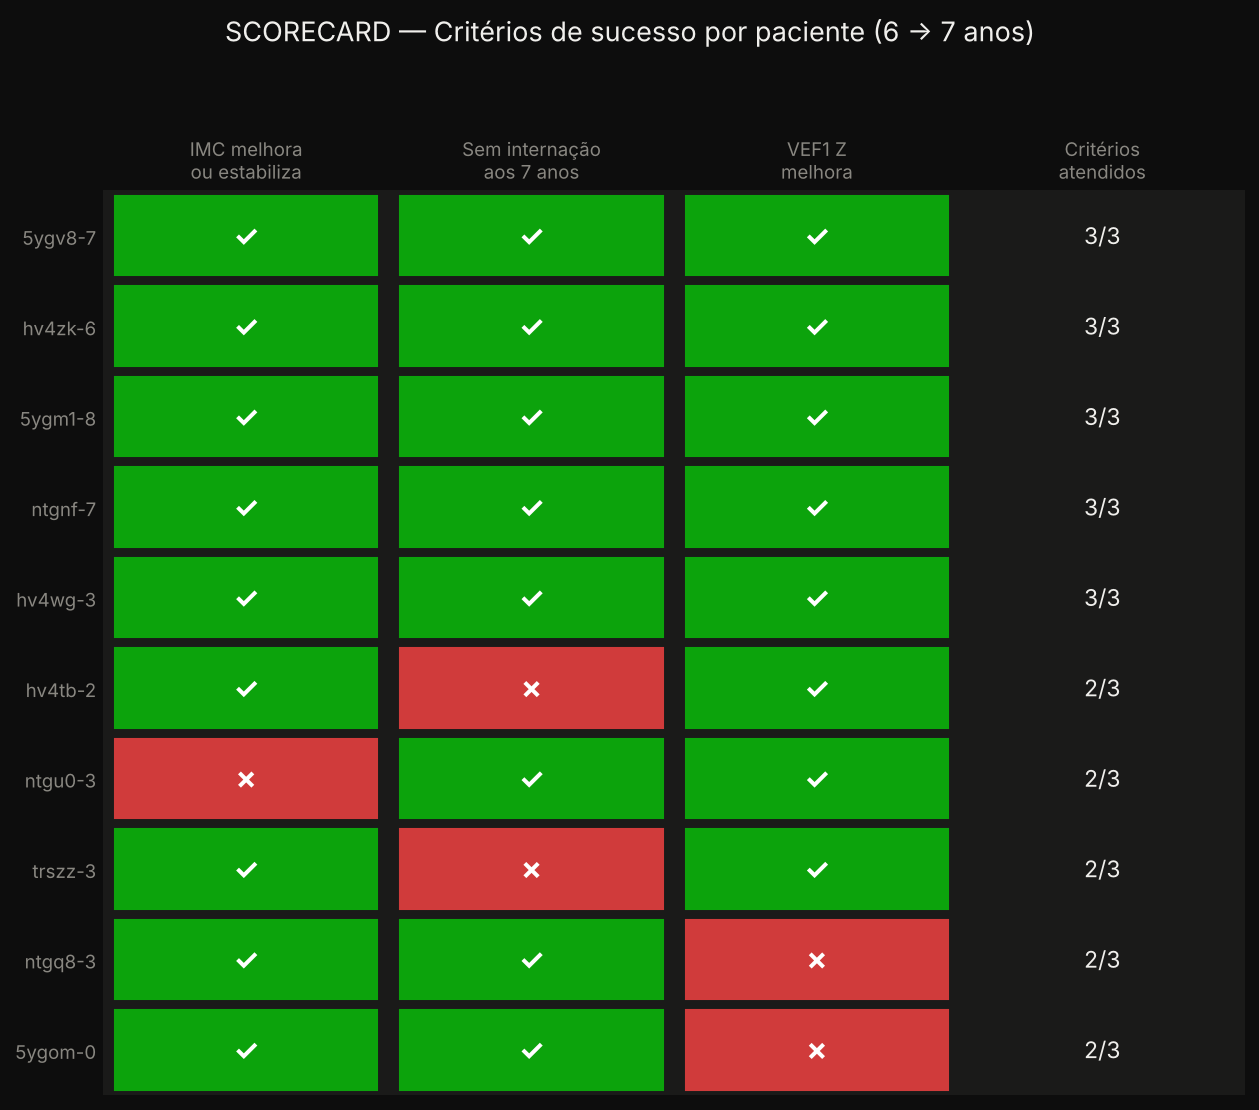 SCORECARD — Critérios de sucesso por paciente (6 → 7 anos)
IMC melhora
ou estabiliza
Sem internação
aos 7 anos
VEF1 Z
melhora
Critérios
atendidos
5ygv8-7 ✓ ✓ ✓ 3/3
hv4zk-6 ✓ ✓ ✓ 3/3
5ygm1-8 ✓ ✓ ✓ 3/3
ntgnf-7 ✓ ✓ ✓ 3/3
hv4wg-3 ✓ ✓ ✓ 3/3
hv4tb-2 ✓ ✗ ✓ 2/3
ntgu0-3 ✗ ✓ ✓ 2/3
trszz-3 ✓ ✗ ✓ 2/3
ntgq8-3 ✓ ✓ ✗ 2/3
5ygom-0 ✓ ✓ ✗ 2/3